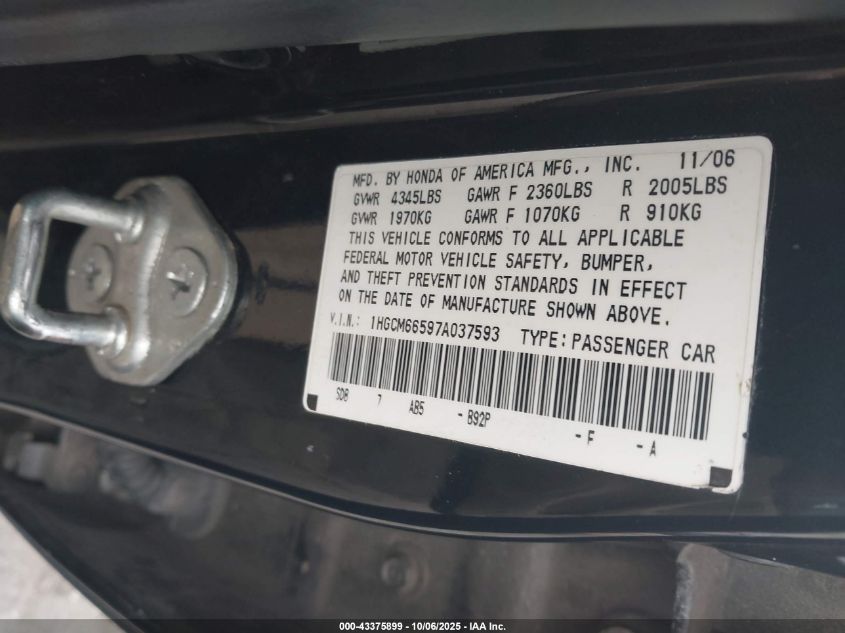 MFD. BY HONDA OF AMERICA MFG., INC. 11/06
GVWR 4345LBS GAWR F 2360LBS R 2005LBS
GVWR 1970KG GAWR F 1070KG R 910KG
THIS VEHICLE CONFORMS TO ALL APPLICABLE
FEDERAL MOTOR VEHICLE SAFETY, BUMPER,
AND THEFT PREVENTION STANDARDS IN EFFECT
ON THE DATE OF MANUFACTURE SHOWN ABOVE.
V.I.N.: 1HGCM66597A037593 TYPE: PASSENGER CAR
SDB 7 AB5 - B92P - F - A
000-43375899 - 10/06/2025 - IAA Inc.